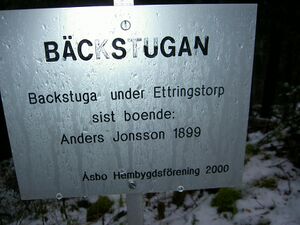 BÄCKSTUGAN
Backstuga under Ettringstorp
sist boende:
Anders Jonsson 1899
Åsbo Hembygdsförening 2000